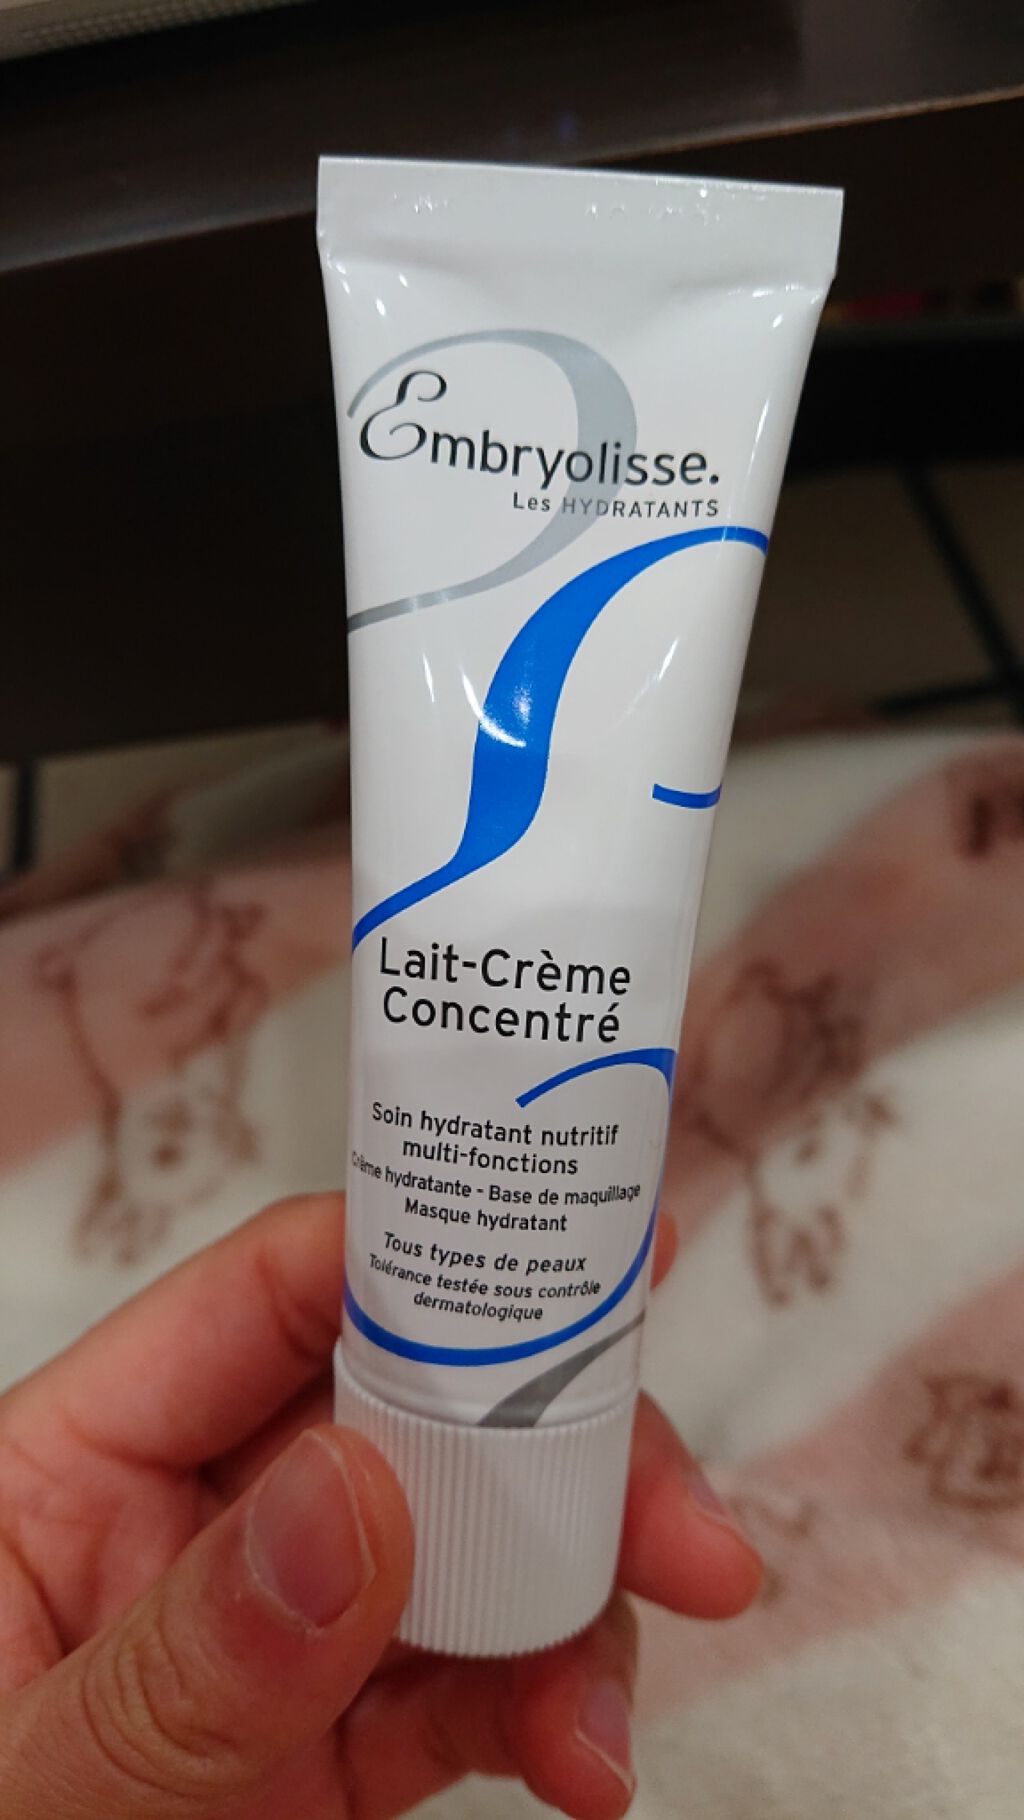 Embryolisse.
Les HYDRATANTS
Lait-Crème
Concentré
Soin hydratant nutritif
multi-fonctions
Crème hydratante - Base de maquillage
Masque hydratant
Tous types de peaux
Tolérance testée sous contrôle
dermatologique